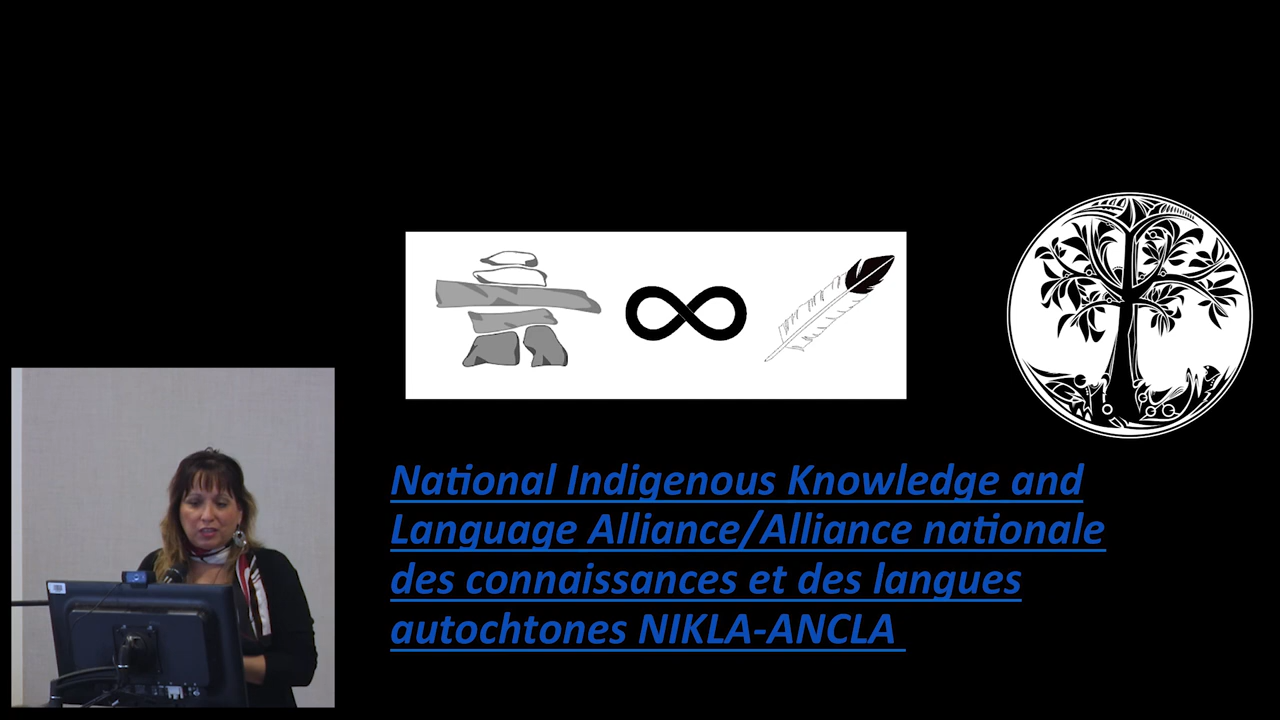 National Indigenous Knowledge and
Language Alliance/Alliance nationale
des connaissances et des langues
autochtones NIKLA-ANCLA